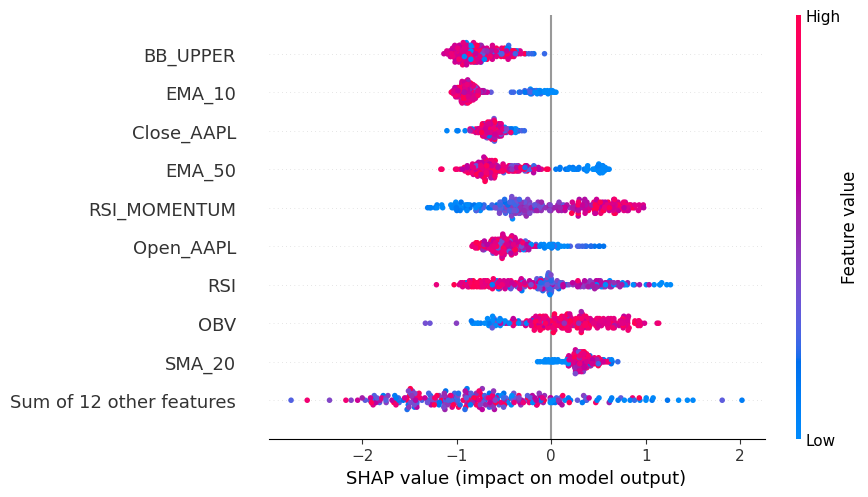 High
BB_UPPER
EMA_10
Close_AAPL
EMA_50
RSI_MOMENTUM
Open_AAPL
RSI
OBV
SMA_20
Sum of 12 other features
Feature value
Low
−2 −1 0 1 2
SHAP value (impact on model output)